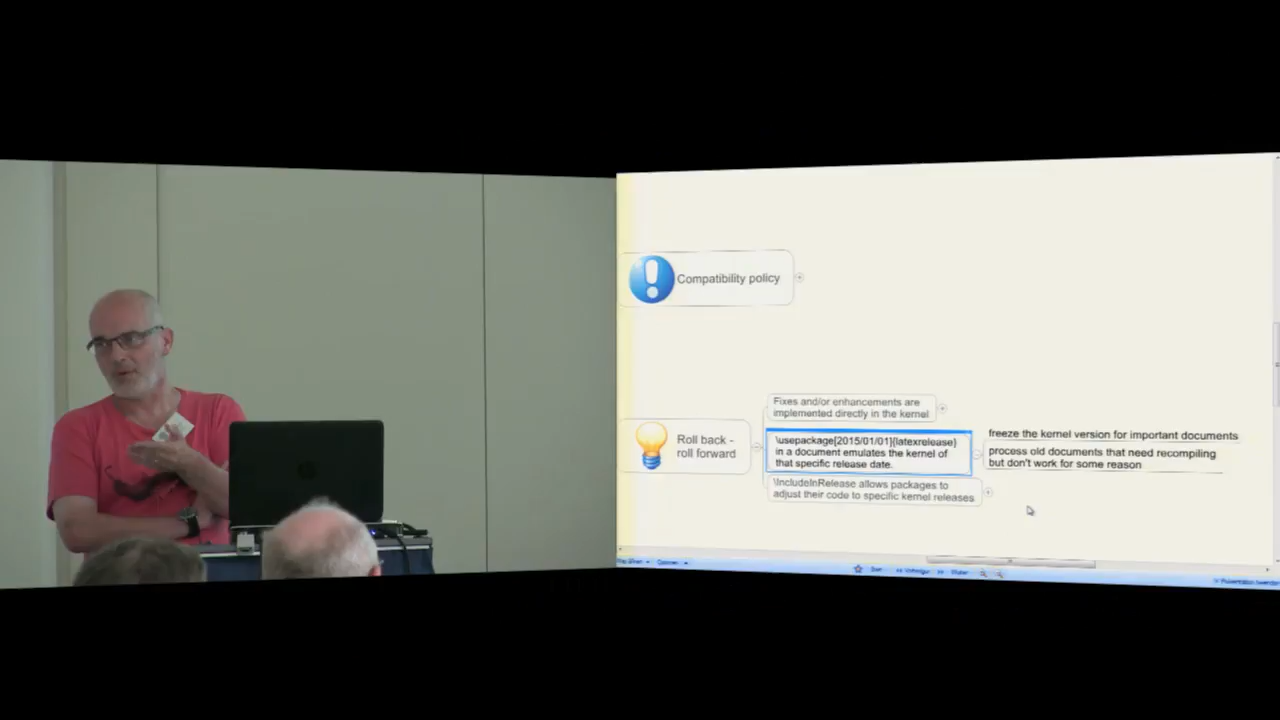 Compatibility policy
Fixes and/or enhancements are
implemented directly in the kernel
Roll back -
roll forward
\usepackage[2015/01/01]{latexrelease}
in a document emulates the kernel of
that specific release date.
freeze the kernel version for important documents
process old documents that need recompiling
but don't work for some reason
\IncludeInRelease allows packages to
adjust their code to specific kernel releases